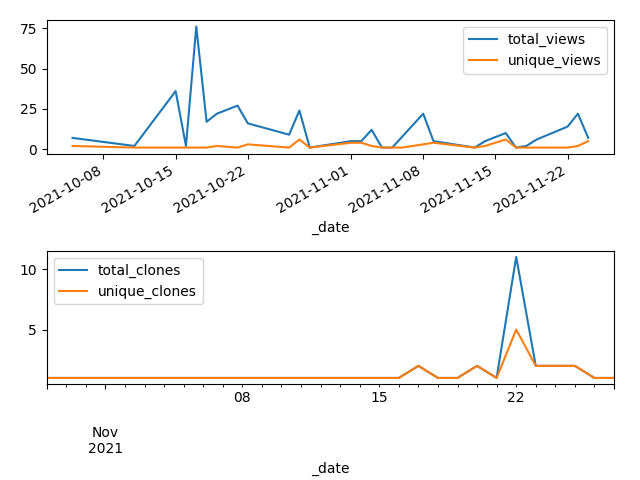 75
50
25
0
total_views
unique_views
2021-10-08
2021-10-15
2021-10-22
2021-11-01
2021-11-08
2021-11-15
2021-11-22
_date
10
5
total_clones
unique_clones
08
15
22
Nov
2021
_date